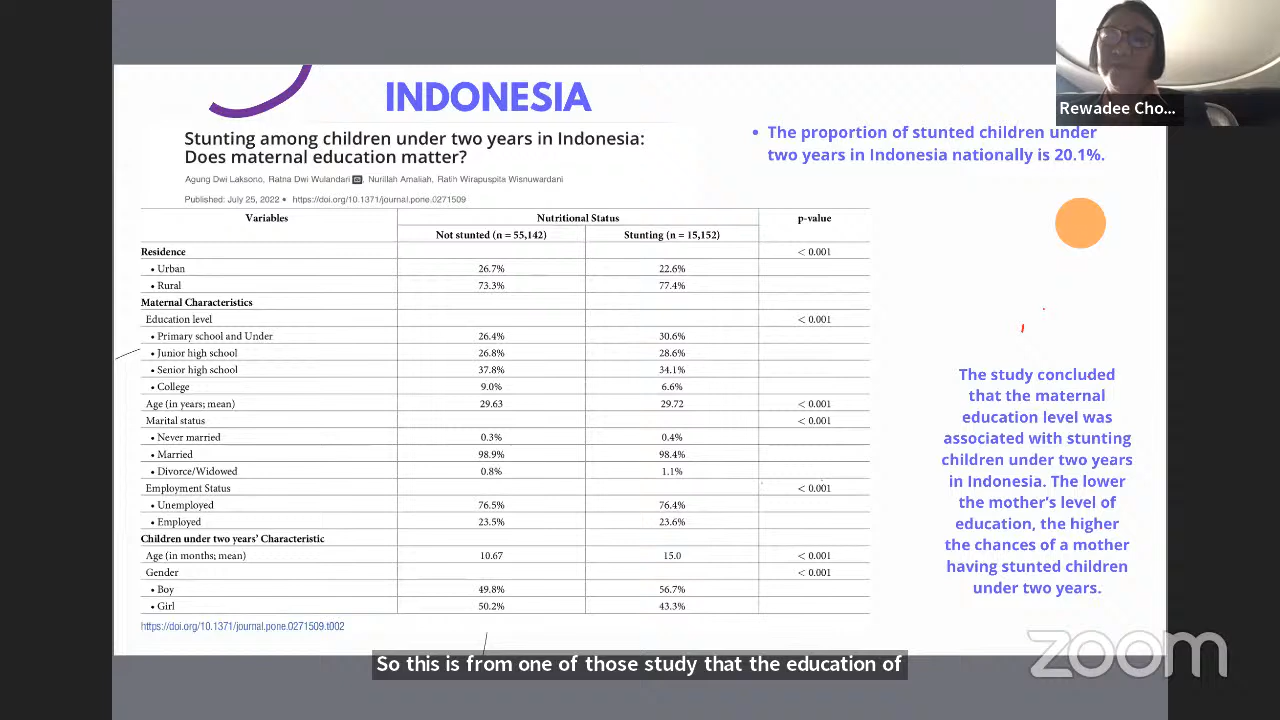 INDONESIA
Stunting among children under two years in Indonesia:
Does maternal education matter?
Agung Dwi Laksono, Ratna Dwi Wulandari, Nurillah Amaliah, Ratih Wirapuspita Wisnuwardani
Published: July 25, 2022 • https://doi.org/10.1371/journal.pone.0271509
Variables Nutritional Status p-value
Not stunted (n = 55,142) Stunting (n = 15,152)
Residence < 0.001
• Urban 26.7% 22.6%
• Rural 73.3% 77.4%
Maternal Characteristics
Education level < 0.001
• Primary school and Under 26.4% 30.6%
• Junior high school 26.8% 28.6%
• Senior high school 37.8% 34.1%
• College 9.0% 6.6%
Age (in years; mean) 29.63 29.72 < 0.001
Marital status < 0.001
• Never married 0.3% 0.4%
• Married 98.9% 98.4%
• Divorce/Widowed 0.8% 1.1%
Employment Status < 0.001
• Unemployed 76.5% 76.4%
• Employed 23.5% 23.6%
Children under two years' Characteristic
Age (in months; mean) 10.67 15.0 < 0.001
Gender < 0.001
• Boy 49.8% 56.7%
• Girl 50.2% 43.3%
https://doi.org/10.1371/journal.pone.0271509.t002
Rewadee Cho...
• The proportion of stunted children under
two years in Indonesia nationally is 20.1%.
The study concluded
that the maternal
education level was
associated with stunting
children under two years
in Indonesia. The lower
the mother's level of
education, the higher
the chances of a mother
having stunted children
under two years.
zoom
So this is from one of those study that the education of